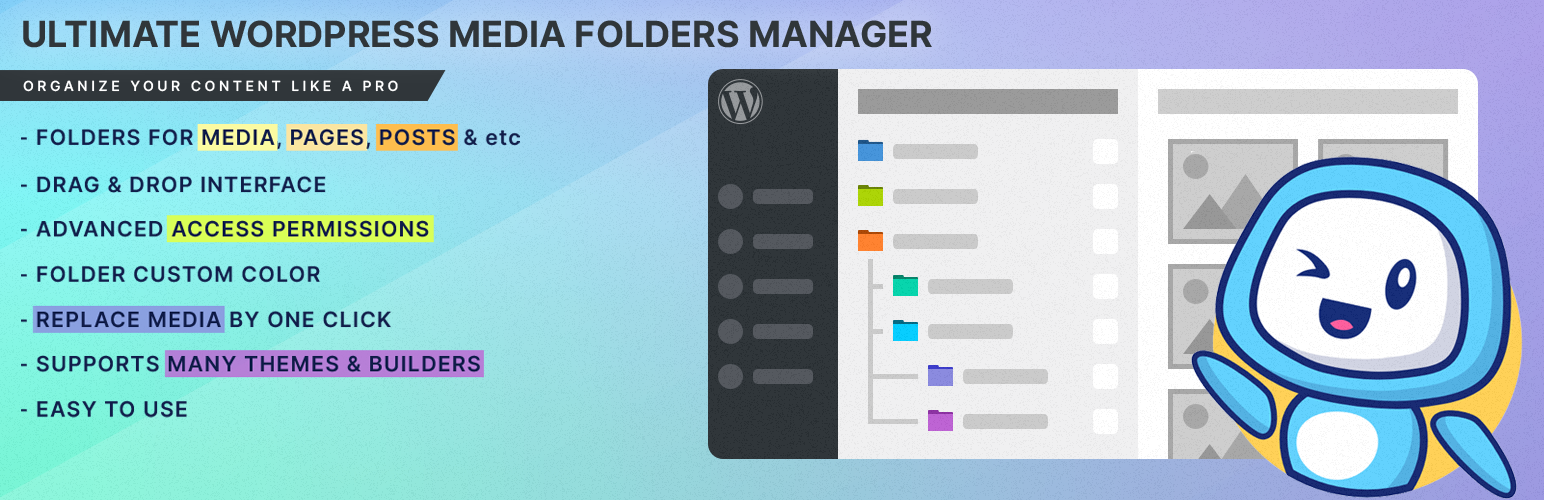 ULTIMATE WORDPRESS MEDIA FOLDERS MANAGER
ORGANIZE YOUR CONTENT LIKE A PRO
- FOLDERS FOR MEDIA, PAGES, POSTS & etc
- DRAG & DROP INTERFACE
- ADVANCED ACCESS PERMISSIONS
- FOLDER CUSTOM COLOR
- REPLACE MEDIA BY ONE CLICK
- SUPPORTS MANY THEMES & BUILDERS
- EASY TO USE